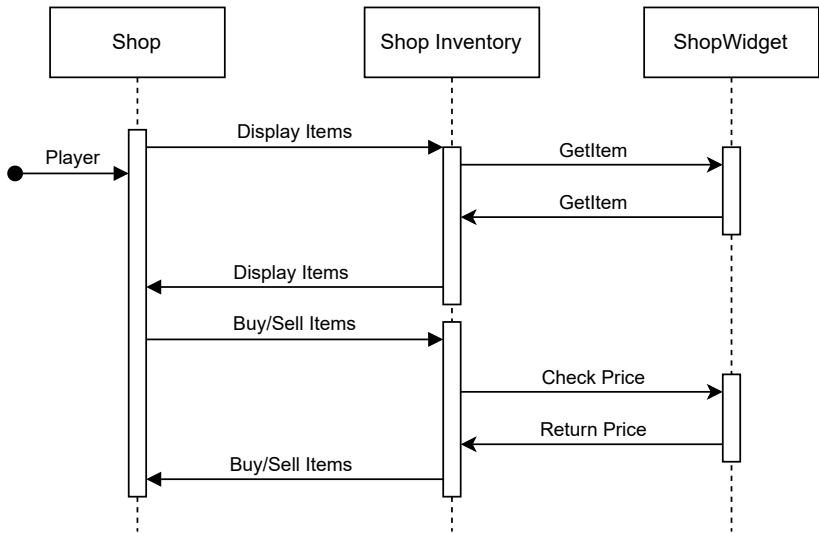 Shop
Shop Inventory
ShopWidget
Display Items
Player
GetItem
GetItem
Display Items
Buy/Sell Items
Check Price
Return Price
Buy/Sell Items